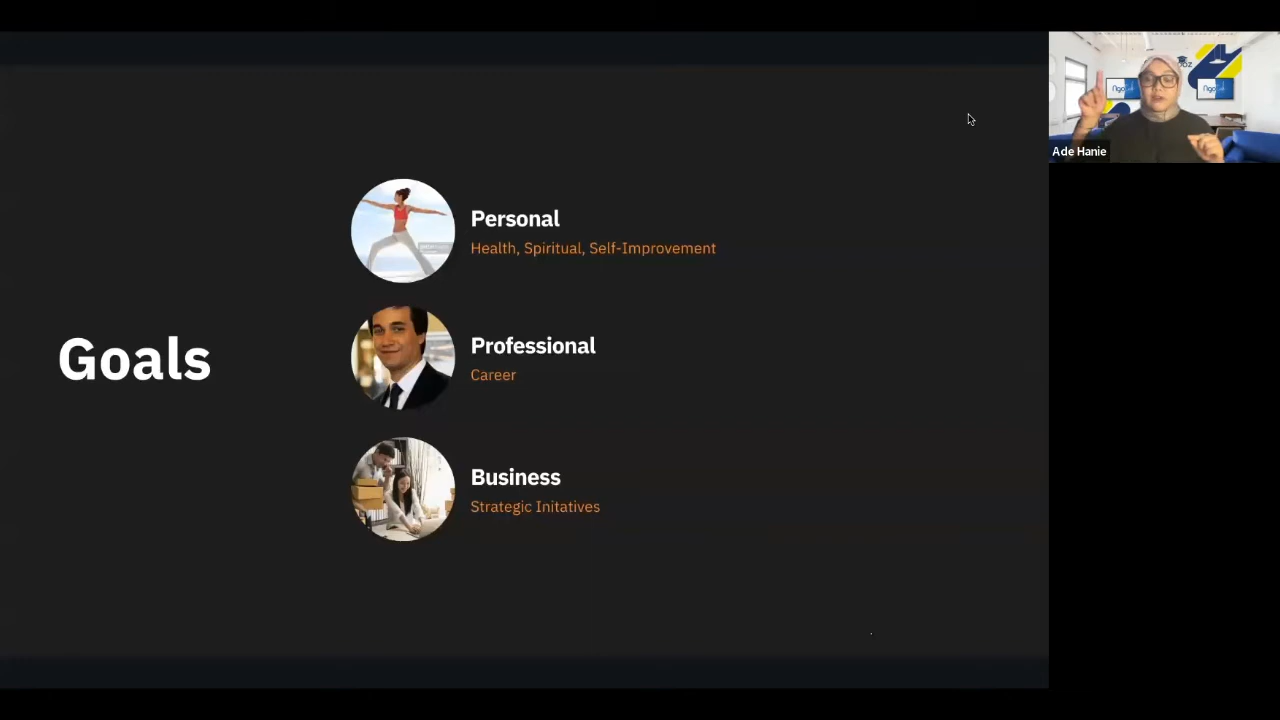 Goals
Personal
Health, Spiritual, Self-Improvement
Professional
Career
Business
Strategic Initatives
Ade Hanie